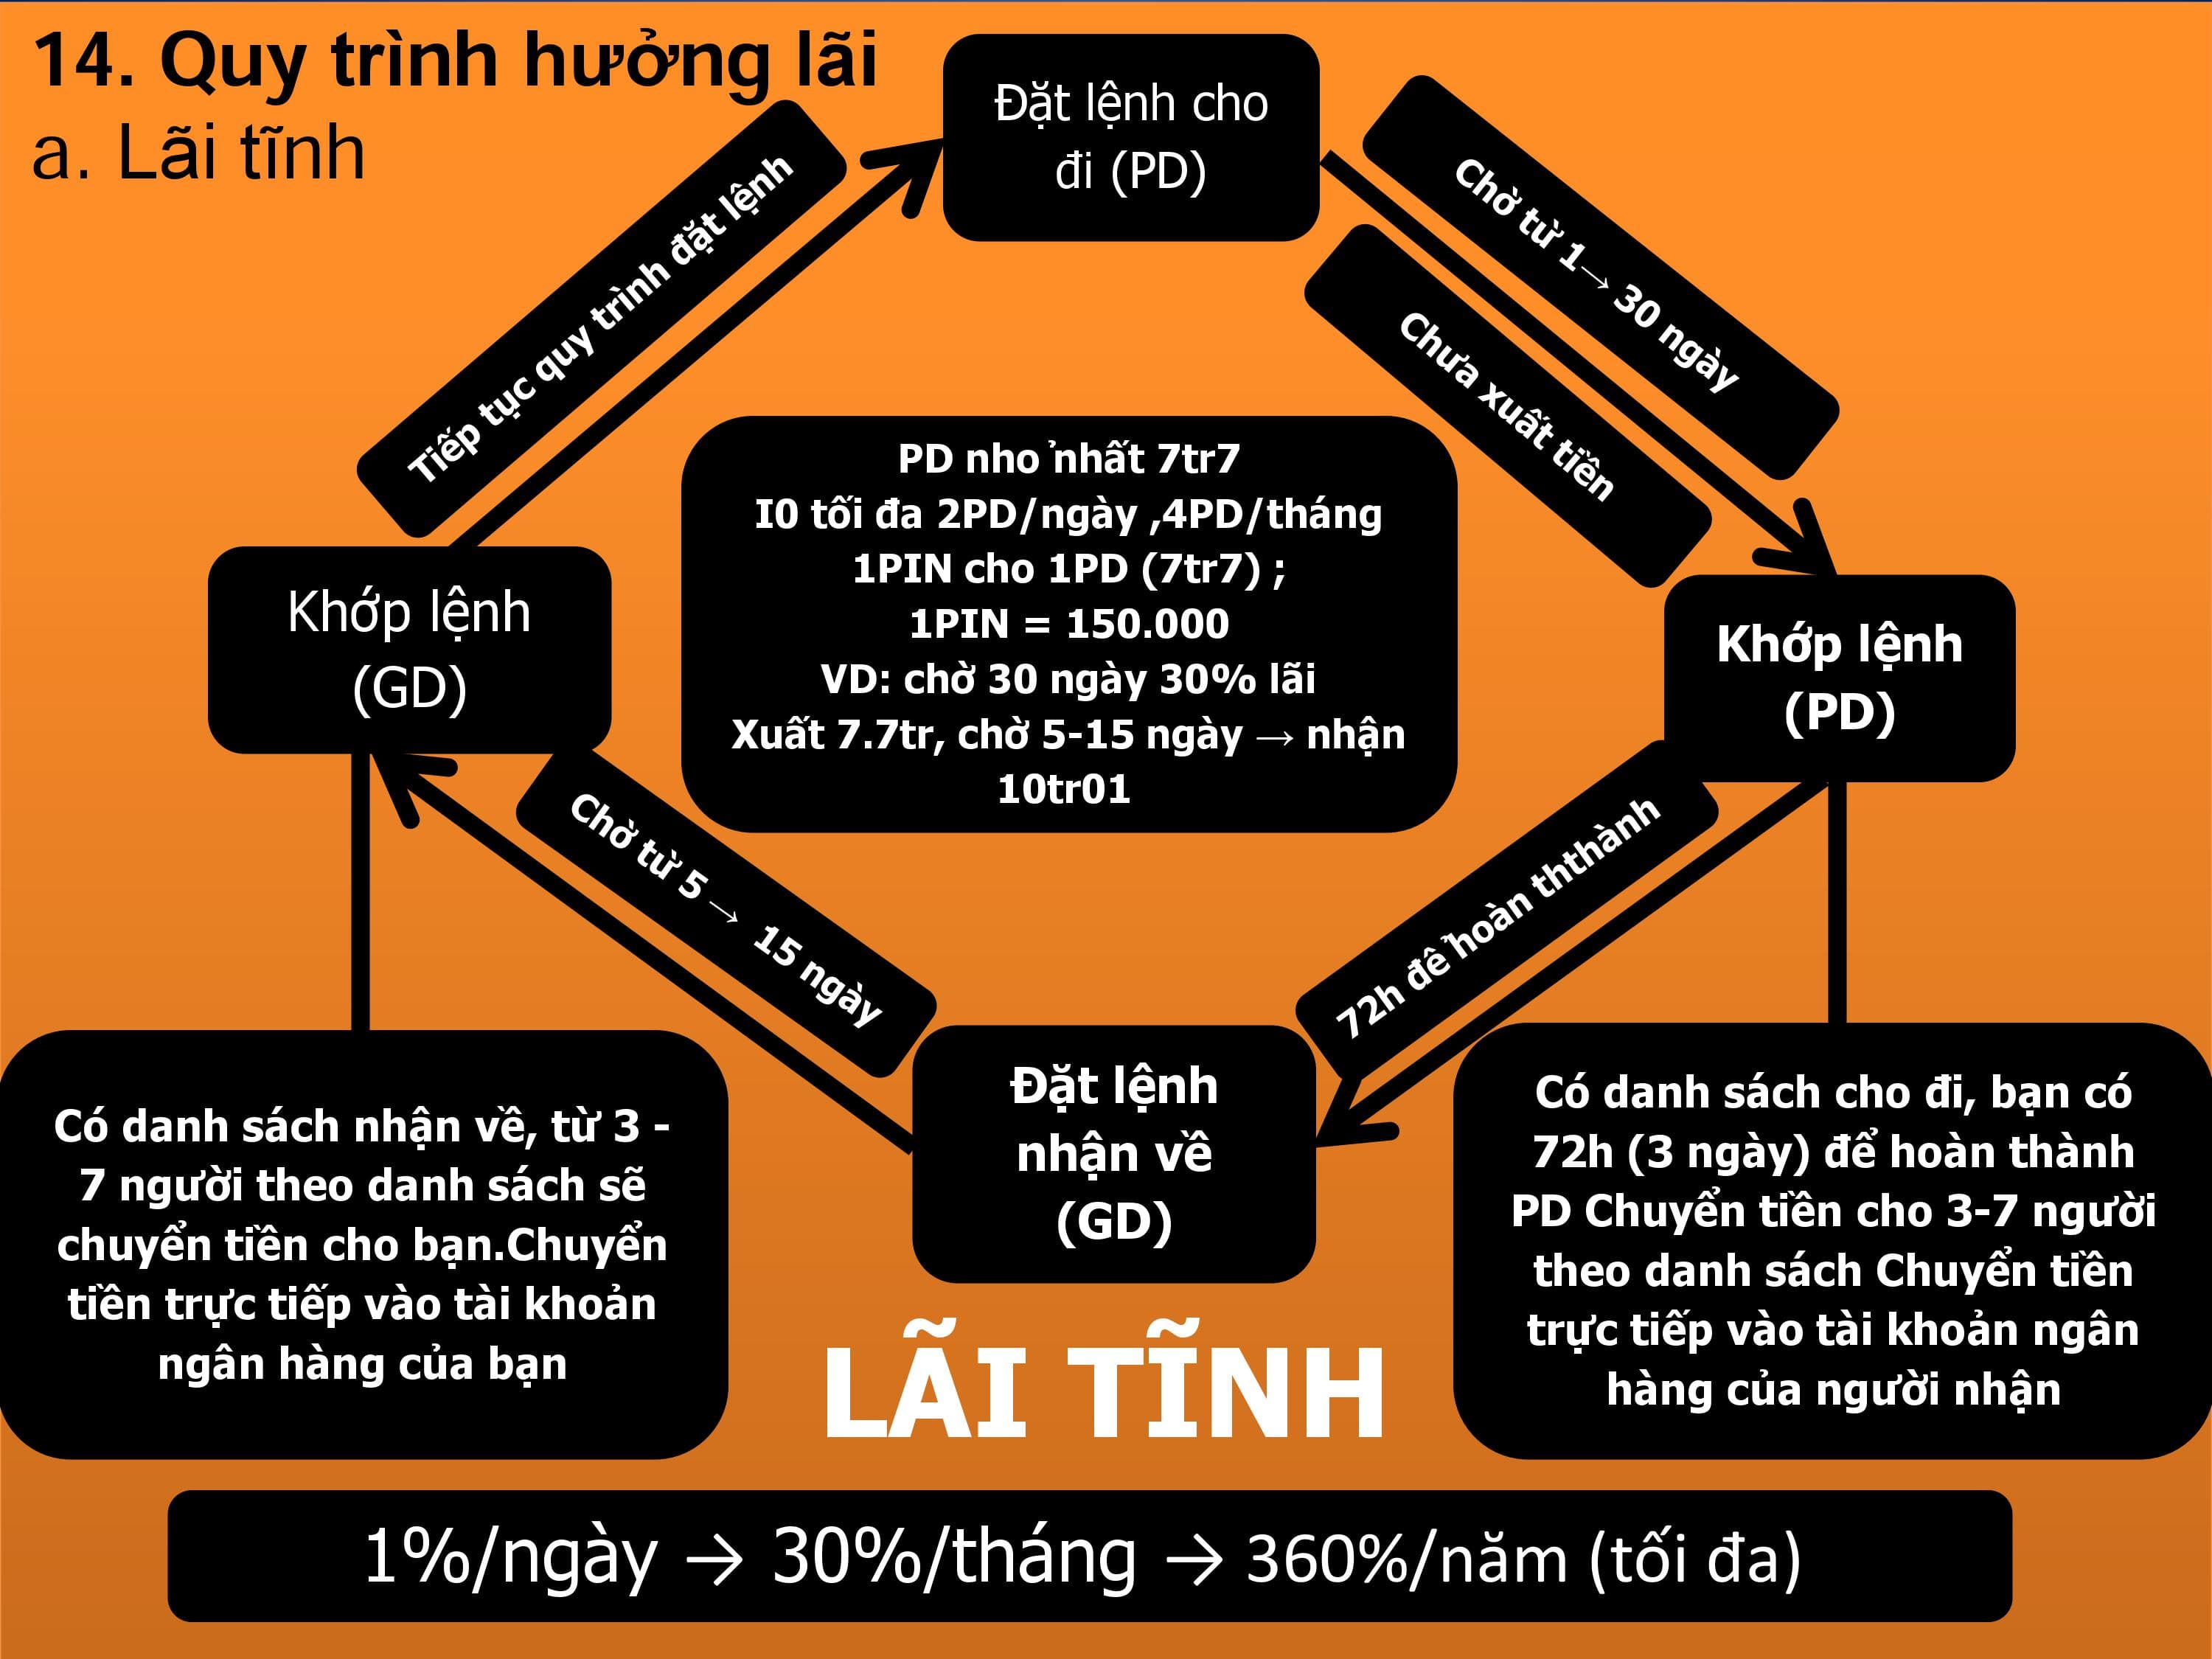 14. Quy trình hưởng lãi
a. Lãi tĩnh
Đặt lệnh cho
đi (PD)
Chờ từ 1→ 30 ngày
Chưa xuất tiền
Tiếp tục quy trình đặt lệnh
PD nhỏ nhất 7tr7
I0 tối đa 2PD/ngày ,4PD/tháng
1PIN cho 1PD (7tr7) ;
1PIN = 150.000
VD: chờ 30 ngày 30% lãi
Xuất 7.7tr, chờ 5-15 ngày → nhận
10tr01
Khớp lệnh
(GD)
Khớp lệnh
(PD)
Chờ từ 5 → 15 ngày
72h để hoàn ththành
Đặt lệnh
nhận về
(GD)
Có danh sách nhận về, từ 3 -
7 người theo danh sách sẽ
chuyển tiền cho bạn.Chuyển
tiền trực tiếp vào tài khoản
ngân hàng của bạn
Có danh sách cho đi, bạn có
72h (3 ngày) để hoàn thành
PD Chuyển tiền cho 3-7 người
theo danh sách Chuyển tiền
trực tiếp vào tài khoản ngân
hàng của người nhận
LÃI TĨNH
1%/ngày → 30%/tháng → 360%/năm (tối đa)